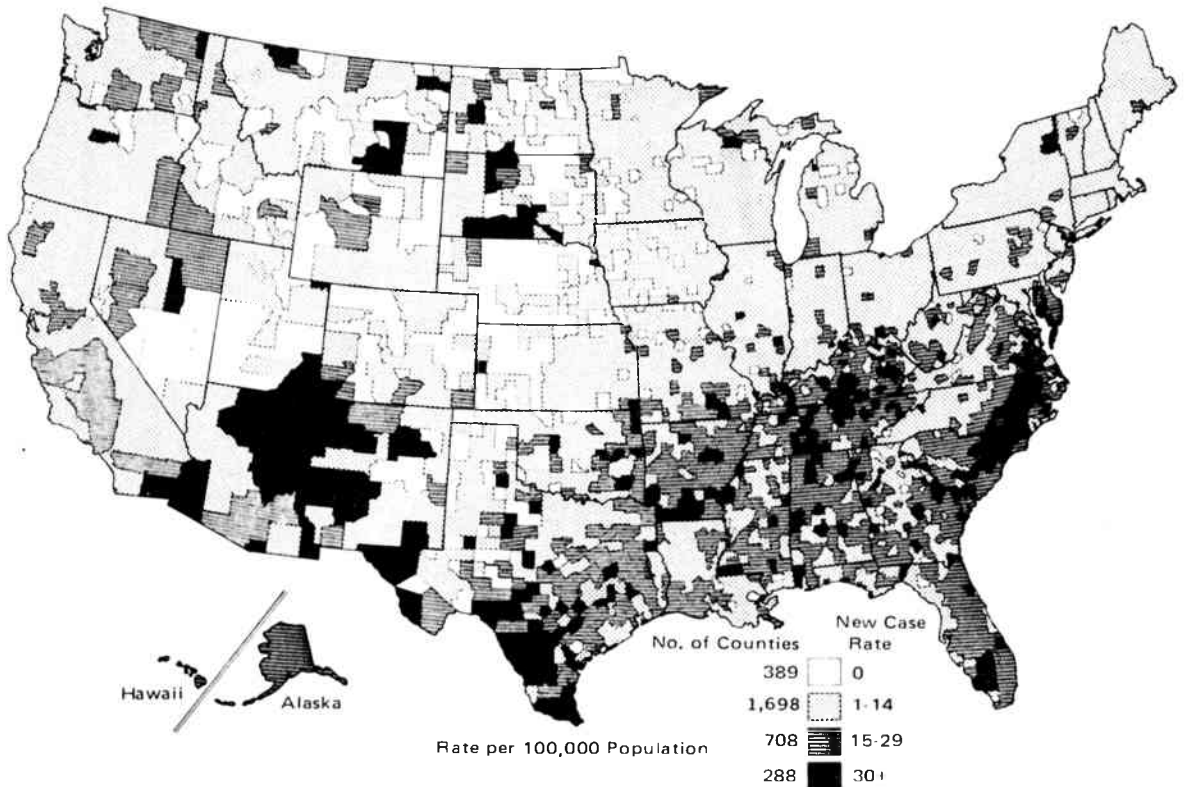 Hawaii
Alaska
Rate per 100,000 Population
No. of Counties New Case Rate
389 0
1,698 1-14
708 15-29
288 30+